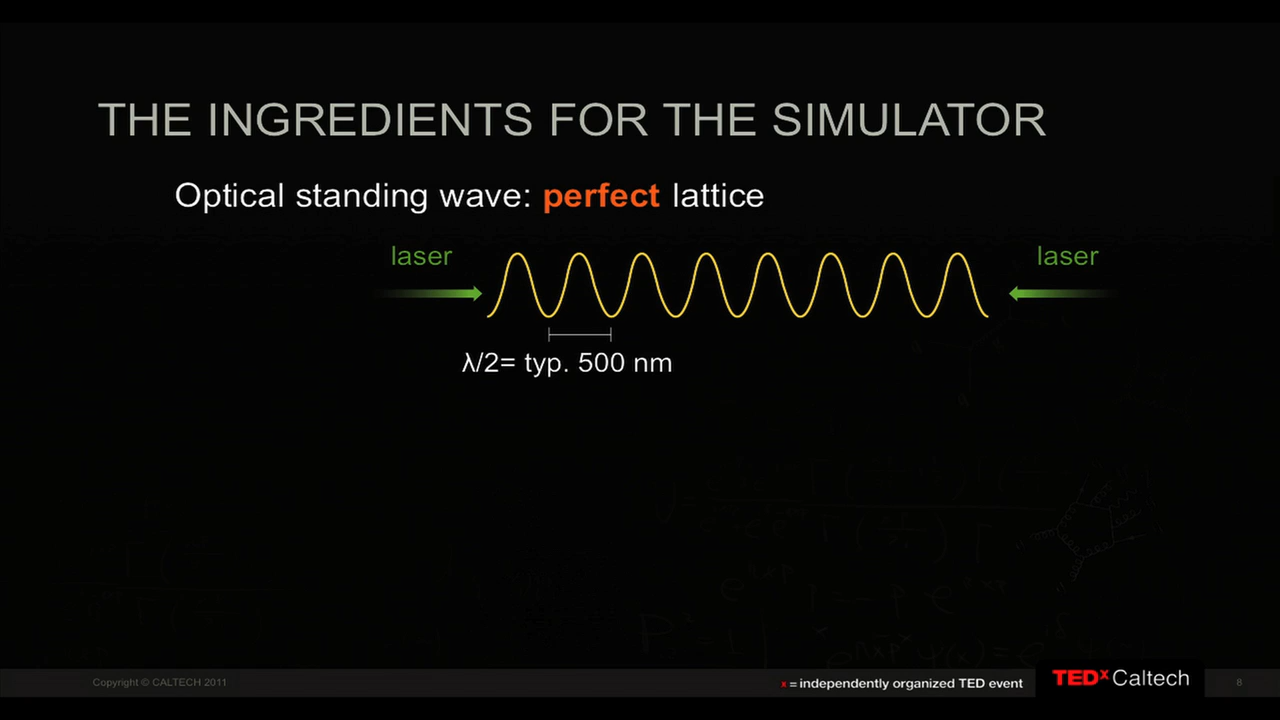 THE INGREDIENTS FOR THE SIMULATOR
Optical standing wave: perfect lattice
laser
laser
λ/2= typ. 500 nm
Copyright © CALTECH 2011
x = independently organized TED event
TEDx Caltech
8